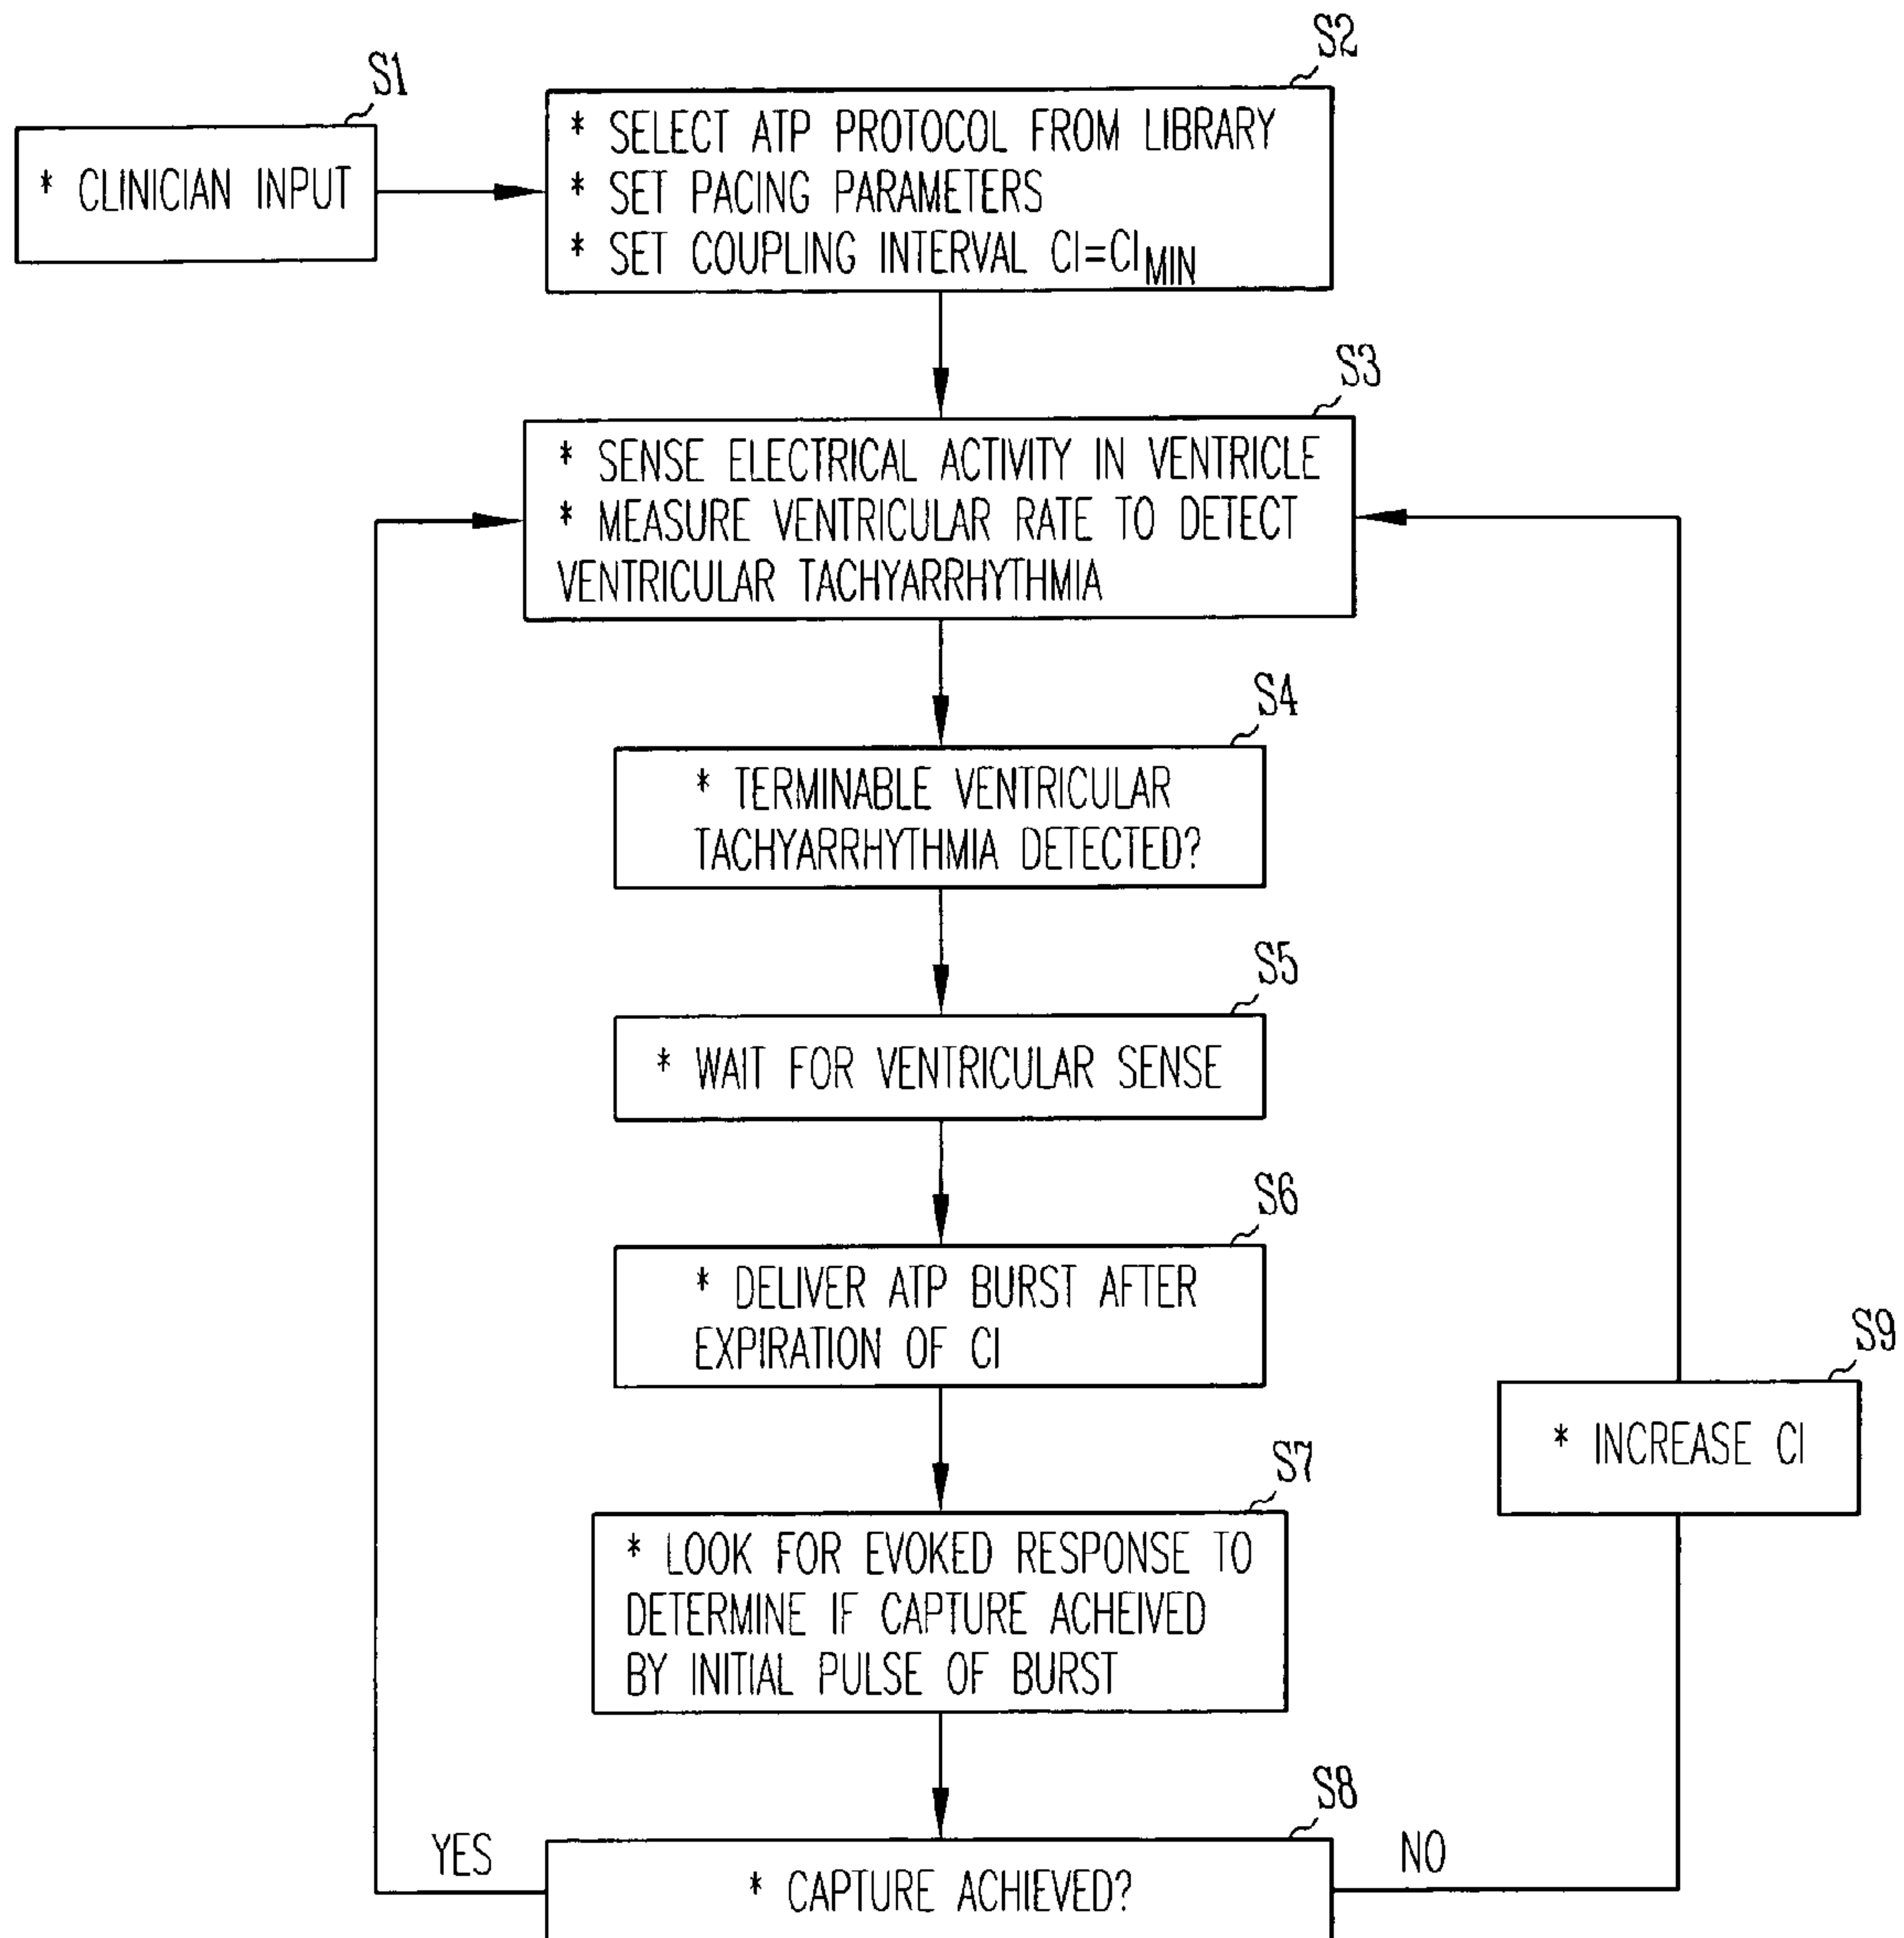 S1
* CLINICIAN INPUT
S2
* SELECT ATP PROTOCOL FROM LIBRARY
* SET PACING PARAMETERS
* SET COUPLING INTERVAL CI=CIMIN
S3
* SENSE ELECTRICAL ACTIVITY IN VENTRICLE
* MEASURE VENTRICULAR RATE TO DETECT
VENTRICULAR TACHYARRHYTHMIA
S4
* TERMINABLE VENTRICULAR
TACHYARRHYTHMIA DETECTED?
S5
* WAIT FOR VENTRICULAR SENSE
S6
* DELIVER ATP BURST AFTER
EXPIRATION OF CI
S7
* LOOK FOR EVOKED RESPONSE TO
DETERMINE IF CAPTURE ACHEIVED
BY INITIAL PULSE OF BURST
S8
* CAPTURE ACHIEVED?
YES
NO
S9
* INCREASE CI